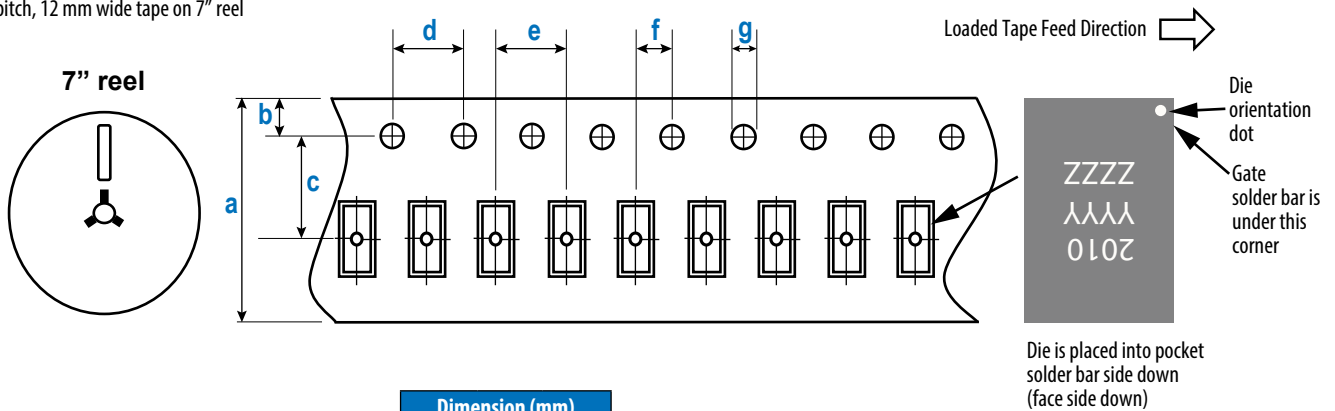 pitch, 12 mm wide tape on 7” reel
Loaded Tape Feed Direction
7” reel
a
b
c
d
e
f
g
Die
orientation
dot
Gate
solder bar is
under this
corner
2010
YYYY
ZZZZ
Die is placed into pocket
solder bar side down
(face side down)
Dimension (mm)